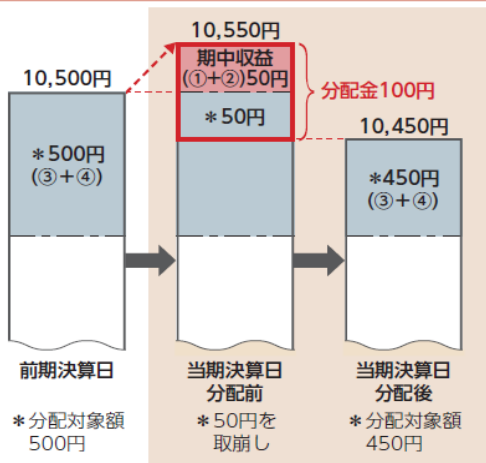 10,550円
期中収益
(①+②)50円
分配金100円
10,500円
*50円
10,450円
*500円
(③+④)
*450円
(③+④)
前期決算日
当期決算日
分配前
当期決算日
分配後
*分配対象額
500円
*50円を
取崩し
*分配対象額
450円